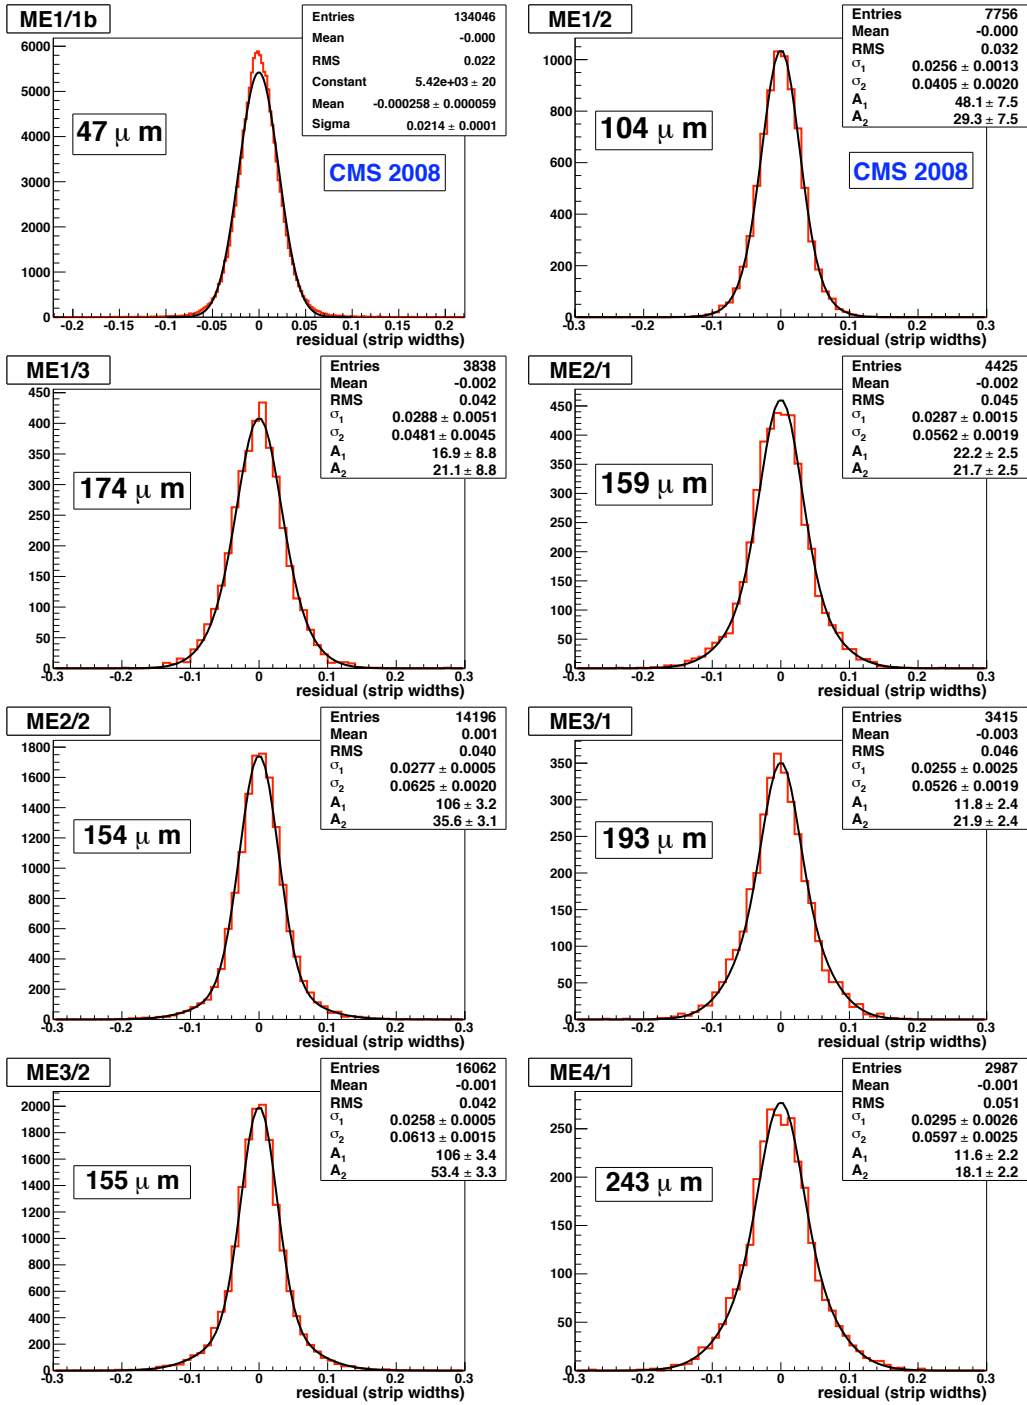 ME1/1b
Entries 134046
Mean -0.000
RMS 0.022
Constant 5.42e+03 ± 20
Mean -0.000258 ± 0.000059
Sigma 0.0214 ± 0.0001
47 μ m
CMS 2008
6000
5000
4000
3000
2000
1000
0
-0.2 -0.15 -0.1 -0.05 0 0.05 0.1 0.15 0.2
residual (strip widths)
ME1/2
Entries 7756
Mean -0.000
RMS 0.032
σ1 0.0256 ± 0.0013
σ2 0.0405 ± 0.0020
A1 48.1 ± 7.5
A2 29.3 ± 7.5
104 μ m
CMS 2008
1000
800
600
400
200
0
-0.3 -0.2 -0.1 0 0.1 0.2 0.3
residual (strip widths)
ME1/3
Entries 3838
Mean -0.002
RMS 0.042
σ1 0.0288 ± 0.0051
σ2 0.0481 ± 0.0045
A1 16.9 ± 8.8
A2 21.1 ± 8.8
174 μ m
450
400
350
300
250
200
150
100
50
0
-0.3 -0.2 -0.1 0 0.1 0.2 0.3
residual (strip widths)
ME2/1
Entries 4425
Mean -0.002
RMS 0.045
σ1 0.0287 ± 0.0015
σ2 0.0562 ± 0.0019
A1 22.2 ± 2.5
A2 21.7 ± 2.5
159 μ m
450
400
350
300
250
200
150
100
50
0
-0.3 -0.2 -0.1 0 0.1 0.2 0.3
residual (strip widths)
ME2/2
Entries 14196
Mean 0.001
RMS 0.040
σ1 0.0277 ± 0.0005
σ2 0.0625 ± 0.0020
A1 106 ± 3.2
A2 35.6 ± 3.1
154 μ m
1800
1600
1400
1200
1000
800
600
400
200
0
-0.3 -0.2 -0.1 0 0.1 0.2 0.3
residual (strip widths)
ME3/1
Entries 3415
Mean -0.003
RMS 0.046
σ1 0.0255 ± 0.0025
σ2 0.0526 ± 0.0019
A1 11.8 ± 2.4
A2 21.9 ± 2.4
193 μ m
350
300
250
200
150
100
50
0
-0.3 -0.2 -0.1 0 0.1 0.2 0.3
residual (strip widths)
ME3/2
Entries 16062
Mean -0.001
RMS 0.042
σ1 0.0258 ± 0.0005
σ2 0.0613 ± 0.0015
A1 106 ± 3.4
A2 53.4 ± 3.3
155 μ m
2000
1800
1600
1400
1200
1000
800
600
400
200
0
-0.3 -0.2 -0.1 0 0.1 0.2 0.3
residual (strip widths)
ME4/1
Entries 2987
Mean -0.001
RMS 0.051
σ1 0.0295 ± 0.0026
σ2 0.0597 ± 0.0025
A1 11.6 ± 2.2
A2 18.1 ± 2.2
243 μ m
250
200
150
100
50
0
-0.3 -0.2 -0.1 0 0.1 0.2 0.3
residual (strip widths)